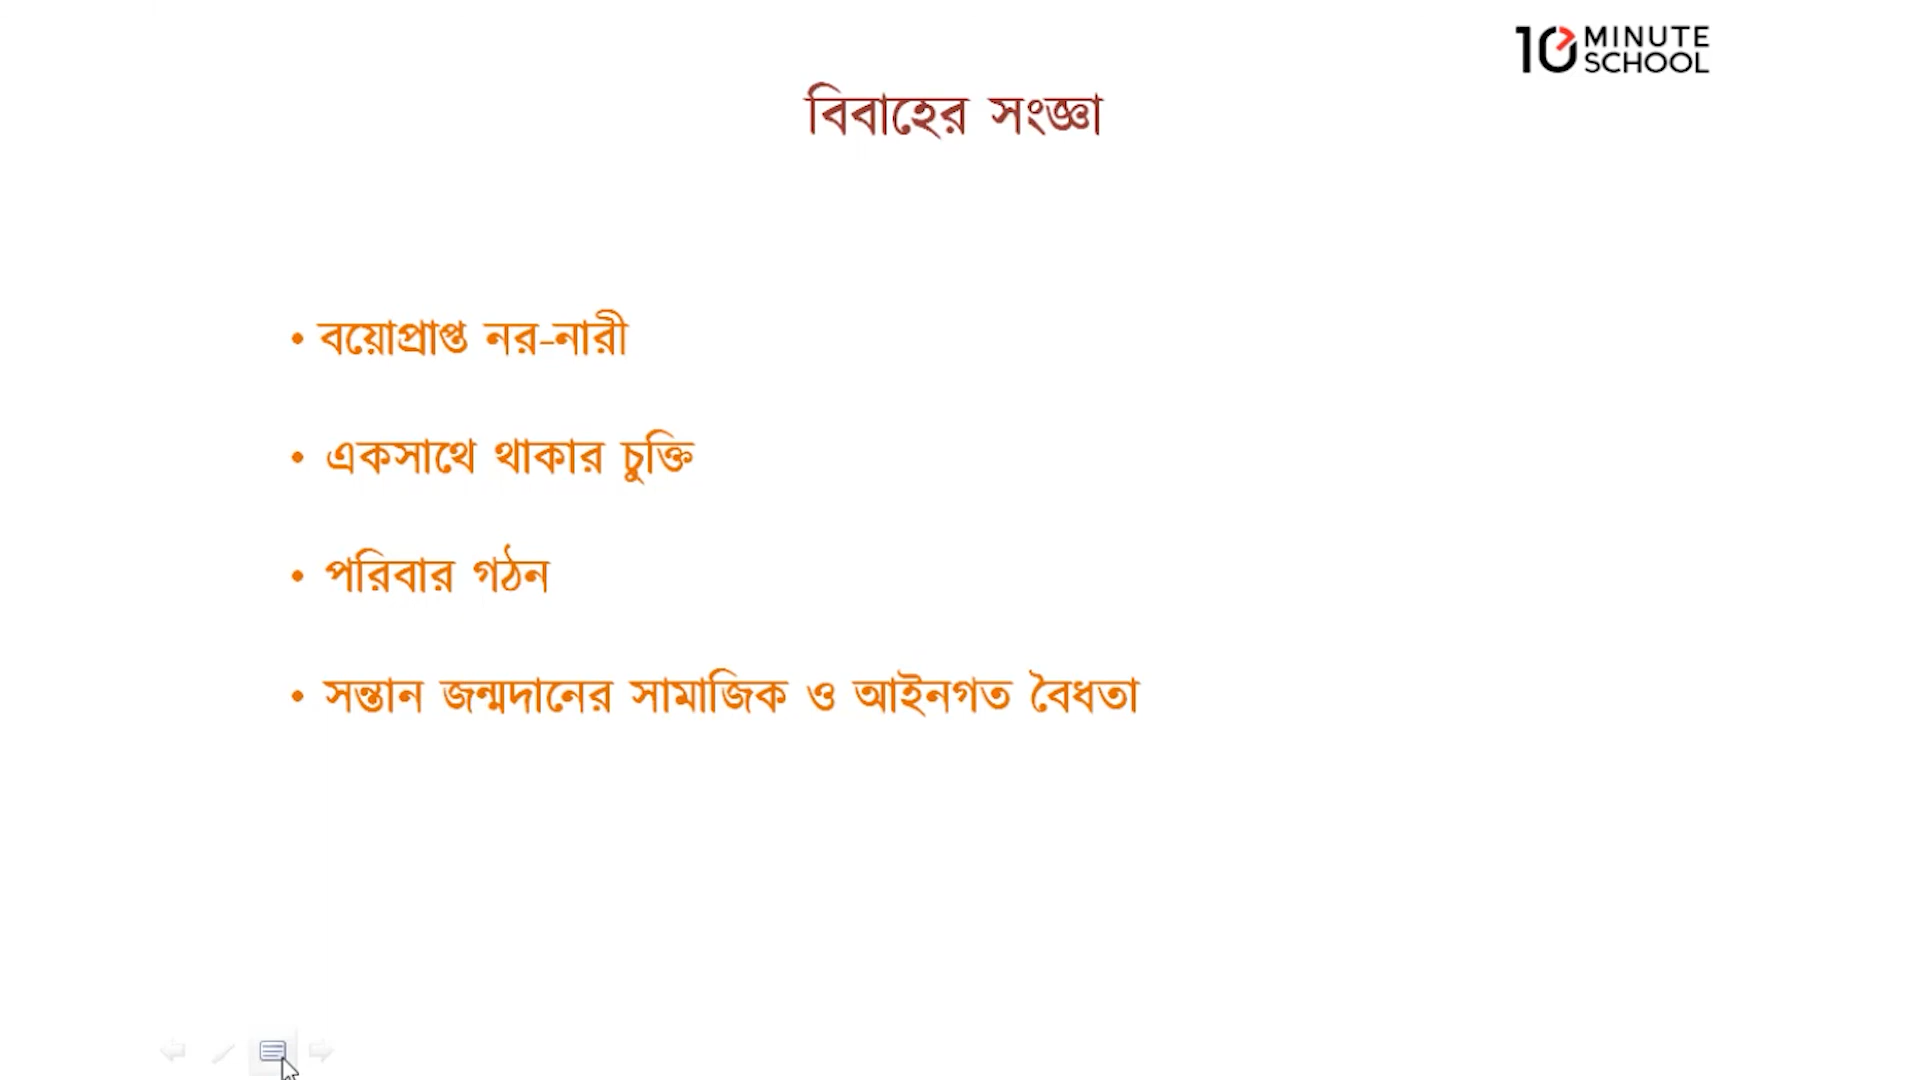 10 MINUTE SCHOOL
বিবাহের সংজ্ঞা
• বয়োপ্রাপ্ত নর-নারী
• একসাথে থাকার চুক্তি
• পরিবার গঠন
• সন্তান জন্মদানের সামাজিক ও আইনগত বৈধতা